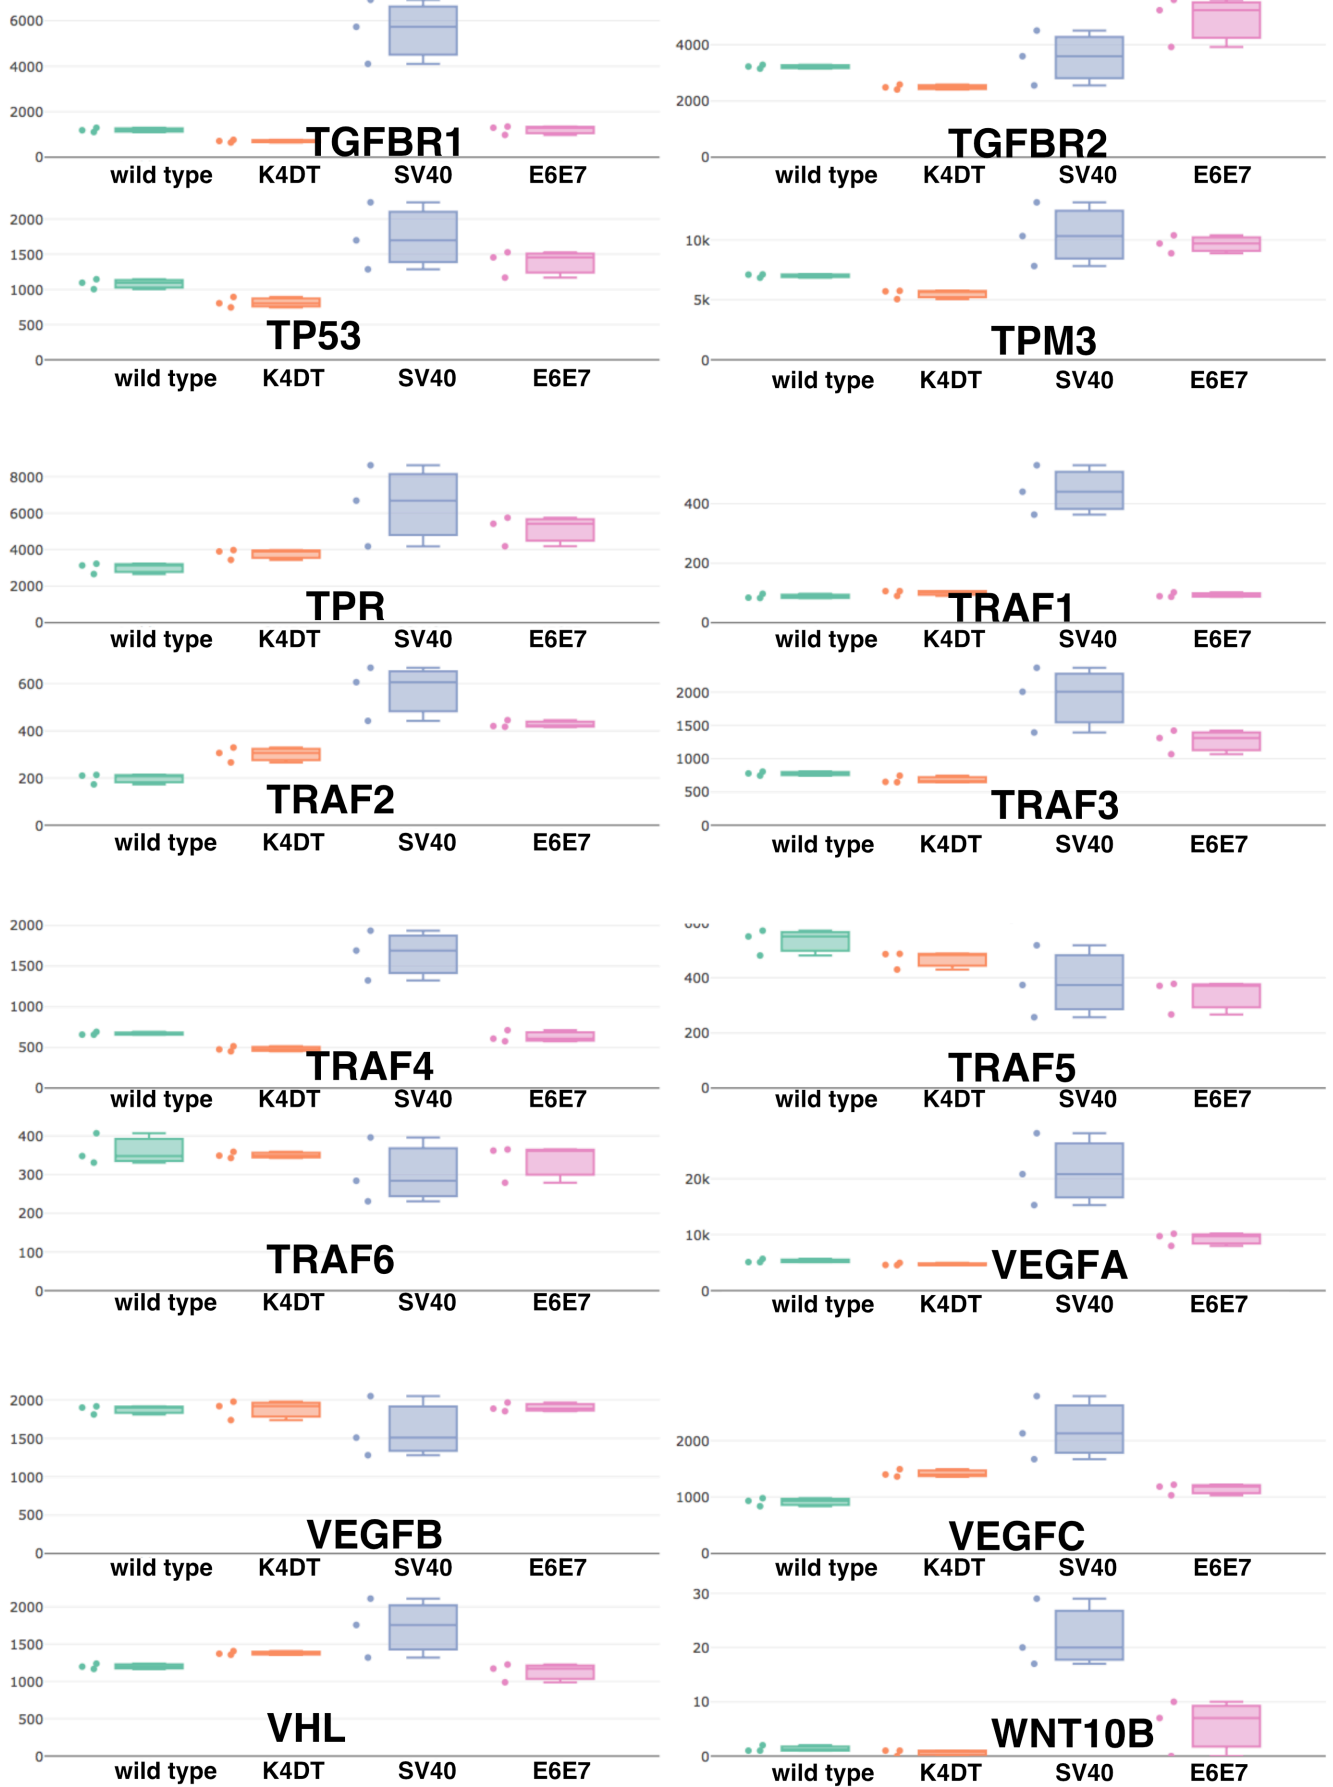 6000
4000
2000
0
TGFBR1
wild type K4DT SV40 E6E7
4000
2000
0
TGFBR2
wild type K4DT SV40 E6E7
2000
1500
1000
500
0
TP53
wild type K4DT SV40 E6E7
10k
5k
0
TPM3
wild type K4DT SV40 E6E7
8000
6000
4000
2000
0
TPR
wild type K4DT SV40 E6E7
400
200
0
TRAF1
wild type K4DT SV40 E6E7
600
400
200
0
TRAF2
wild type K4DT SV40 E6E7
2000
1500
1000
500
0
TRAF3
wild type K4DT SV40 E6E7
2000
1500
1000
500
0
TRAF4
wild type K4DT SV40 E6E7
600
400
200
0
TRAF5
wild type K4DT SV40 E6E7
400
300
200
100
0
TRAF6
wild type K4DT SV40 E6E7
20k
10k
0
VEGFA
wild type K4DT SV40 E6E7
2000
1500
1000
500
0
VEGFB
wild type K4DT SV40 E6E7
2000
1000
0
VEGFC
wild type K4DT SV40 E6E7
2000
1500
1000
500
0
VHL
wild type K4DT SV40 E6E7
30
20
10
0
WNT10B
wild type K4DT SV40 E6E7